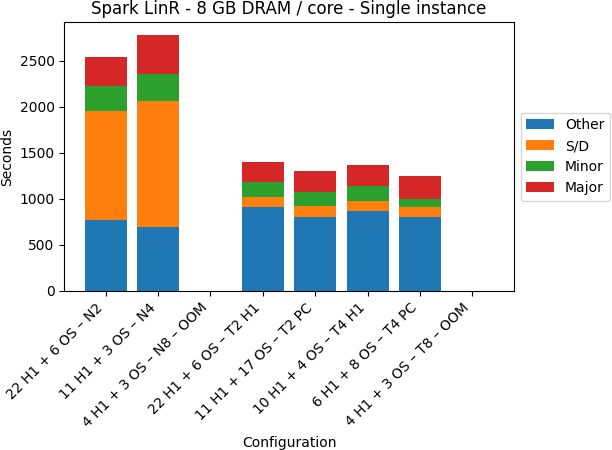 Spark LinR - 8 GB DRAM / core - Single instance
Seconds
2500
2000
1500
1000
500
0
Other
S/D
Minor
Major
22 H1 + 6 OS – N2
11 H1 + 3 OS – N4
4 H1 + 3 OS – N8 – OOM
22 H1 + 6 OS – T2 H1
11 H1 + 17 OS – T2 PC
10 H1 + 4 OS – T4 H1
6 H1 + 8 OS – T4 PC
4 H1 + 3 OS – T8 – OOM
Configuration